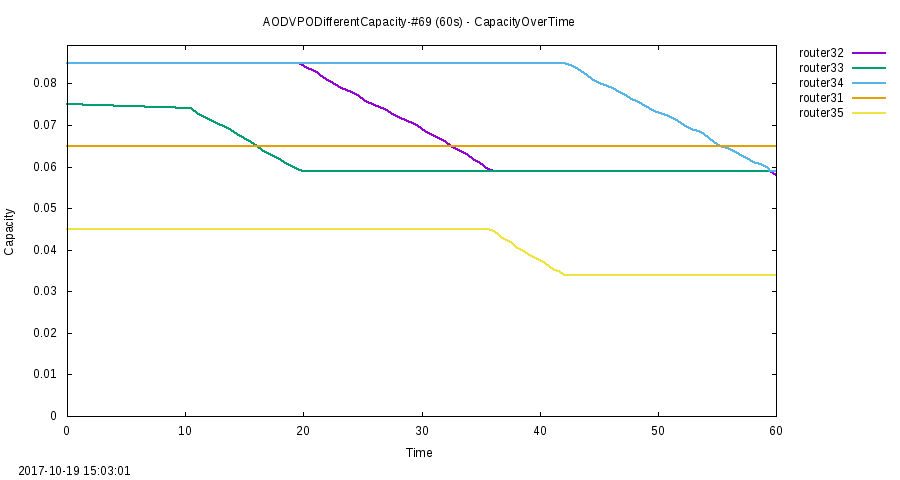 AODVPODifferentCapacity-#69 (60s) - CapacityOverTime
router32
router33
router34
router31
router35
0.08
0.07
0.06
0.05
0.04
0.03
0.02
0.01
0
Capacity
0 10 20 30 40 50 60
Time
2017-10-19 15:03:01